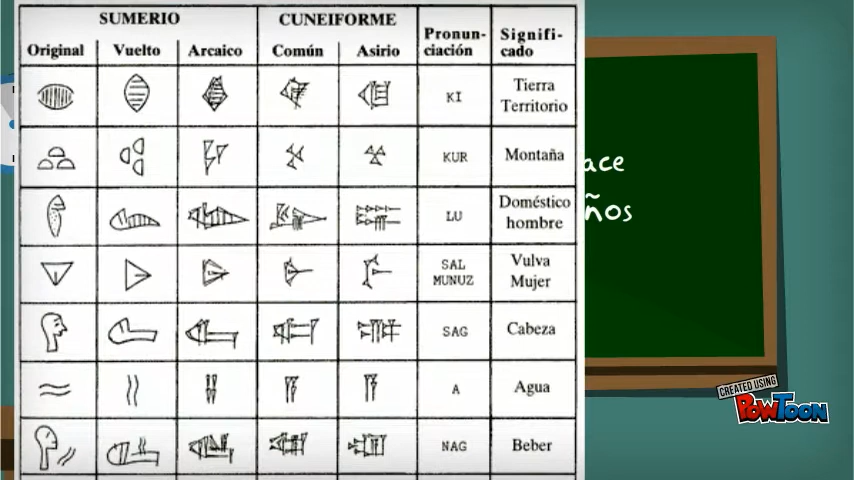 SUMERIO
CUNEIFORME
Pronun-
ciación
Signifi-
cado
Original
Vuelto
Arcaico
Común
Asirio
KI
Tierra
Territorio
KUR
Montaña
LU
Doméstico
hombre
SAL
MUNUZ
Vulva
Mujer
SAG
Cabeza
A
Agua
NAG
Beber
ace
ños
CREATED USING
POWTOON